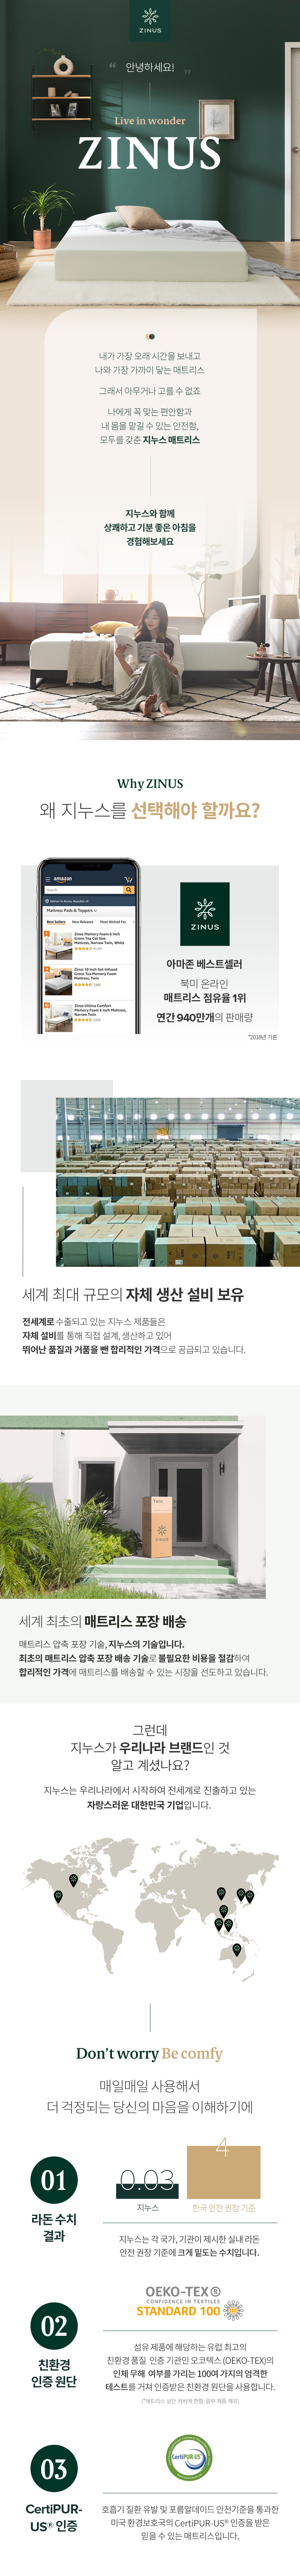 ZINUS
“ 안녕하세요! ”
Live in wonder
ZINUS
내가 가장 오래 시간을 보내고
나와 가장 가까이 닿는 매트리스
그래서 아무거나 고를 수 없죠
나에게 꼭 맞는 편안함과
내 몸을 맡길 수 있는 안전함,
모두를 갖춘 지누스 매트리스
지누스와 함께
상쾌하고 기분 좋은 아침을
경험해보세요
Why ZINUS
왜 지누스를 선택해야 할까요?
amazon
Mattress Pads & Toppers
Best Sellers New Releases Most Wished For
Zinus Memory Foam 6 Inch
Green Tea Gel Size
Mattress, Narrow Twin, White
Zinus 10 Inch Gel-Infused
Green Tea Memory Foam
Zinus Ultima Comfort
Memory Foam 6 Inch Mattress,
Narrow Twin
ZINUS
아마존 베스트셀러
북미 온라인
매트리스 점유율 1위
연간 940만개의 판매량
*2018년 기준
세계 최대 규모의 자체 생산 설비 보유
전세계로 수출되고 있는 지누스 제품들은
자체 설비를 통해 직접 설계, 생산하고 있어
뛰어난 품질과 거품을 뺀 합리적인 가격으로 공급되고 있습니다.
Twin
ZINUS
세계 최초의 매트리스 포장 배송
매트리스 압축 포장 기술, 지누스의 기술입니다.
최초의 매트리스 압축 포장 배송 기술로 불필요한 비용을 절감하여
합리적인 가격에 매트리스를 배송할 수 있는 시장을 선도하고 있습니다.
그런데
지누스가 우리나라 브랜드인 것
알고 계셨나요?
지누스는 우리나라에서 시작하여 전세계로 진출하고 있는
자랑스러운 대한민국 기업입니다.
Don't worry Be comfy
매일매일 사용해서
더 걱정되는 당신의 마음을 이해하기에
01
라돈 수치
결과
0.03
4
지누스
한국 안전 권장 기준
지누스는 각 국가, 기관이 제시한 실내 라돈
안전 권장 기준에 크게 밑도는 수치입니다.
02
친환경
인증 원단
OEKO-TEX®
CONFIDENCE IN TEXTILES
STANDARD 100
섬유 제품에 해당하는 유럽 최고의
친환경 품질 인증 기관인 오코텍스 (OEKO-TEX)의
인체 무해 여부를 가리는 100여 가지의 엄격한
테스트를 거쳐 인증받은 친환경 원단을 사용합니다.
(*매트리스 상단 커버에 한함. 일부 제품 제외)
03
CertiPUR-
US® 인증
CertiPUR-US
호흡기 질환 유발 및 포름알데이드 안전기준을 통과한
미국 환경보호국의 CertiPUR-US® 인증을 받은
믿을 수 있는 매트리스입니다.